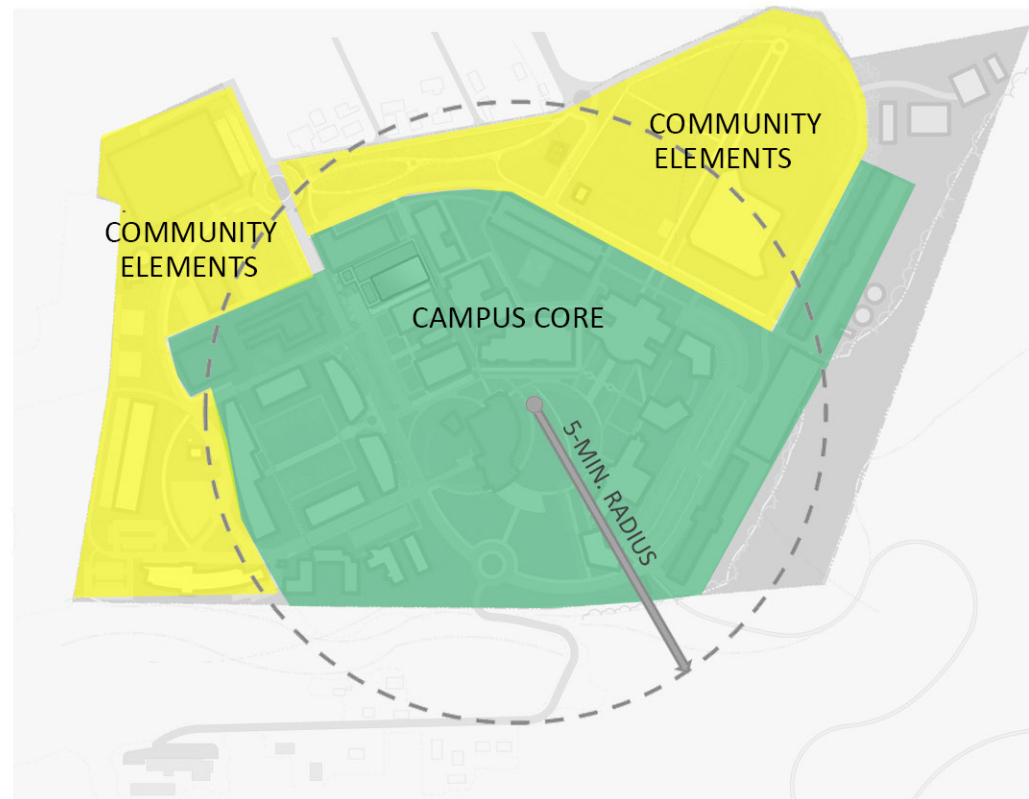 COMMUNITY
ELEMENTS
COMMUNITY
ELEMENTS
CAMPUS CORE
5-MIN. RADIUS